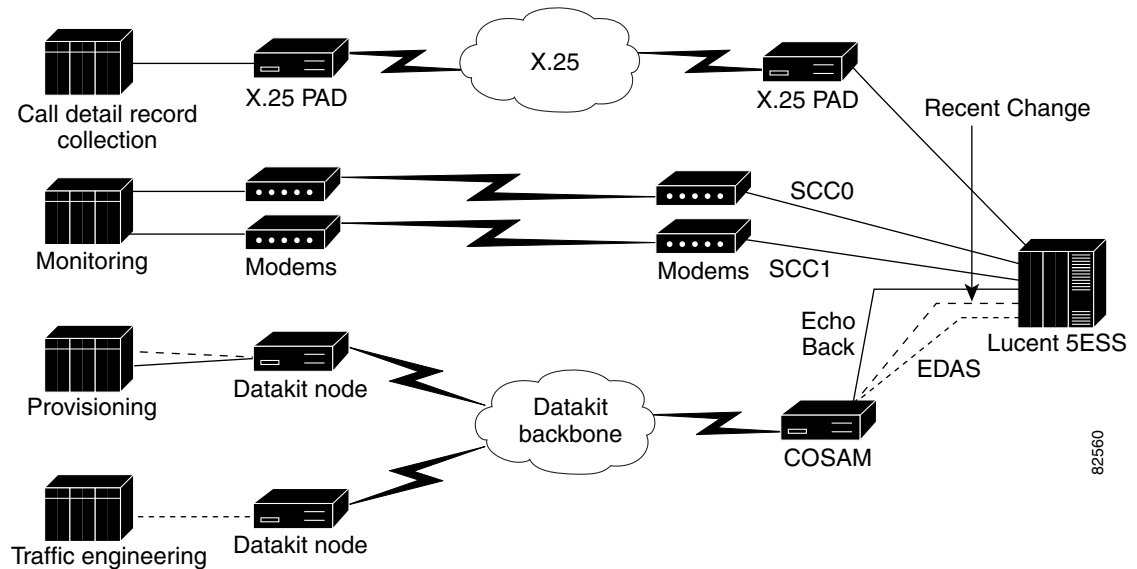 X.25
X.25 PAD
X.25 PAD
Call detail record
collection
Recent Change
SCC0
Monitoring
Modems
Modems
SCC1
Echo
Back
Lucent 5ESS
EDAS
Provisioning
Datakit node
Datakit
backbone
COSAM
82560
Traffic engineering
Datakit node